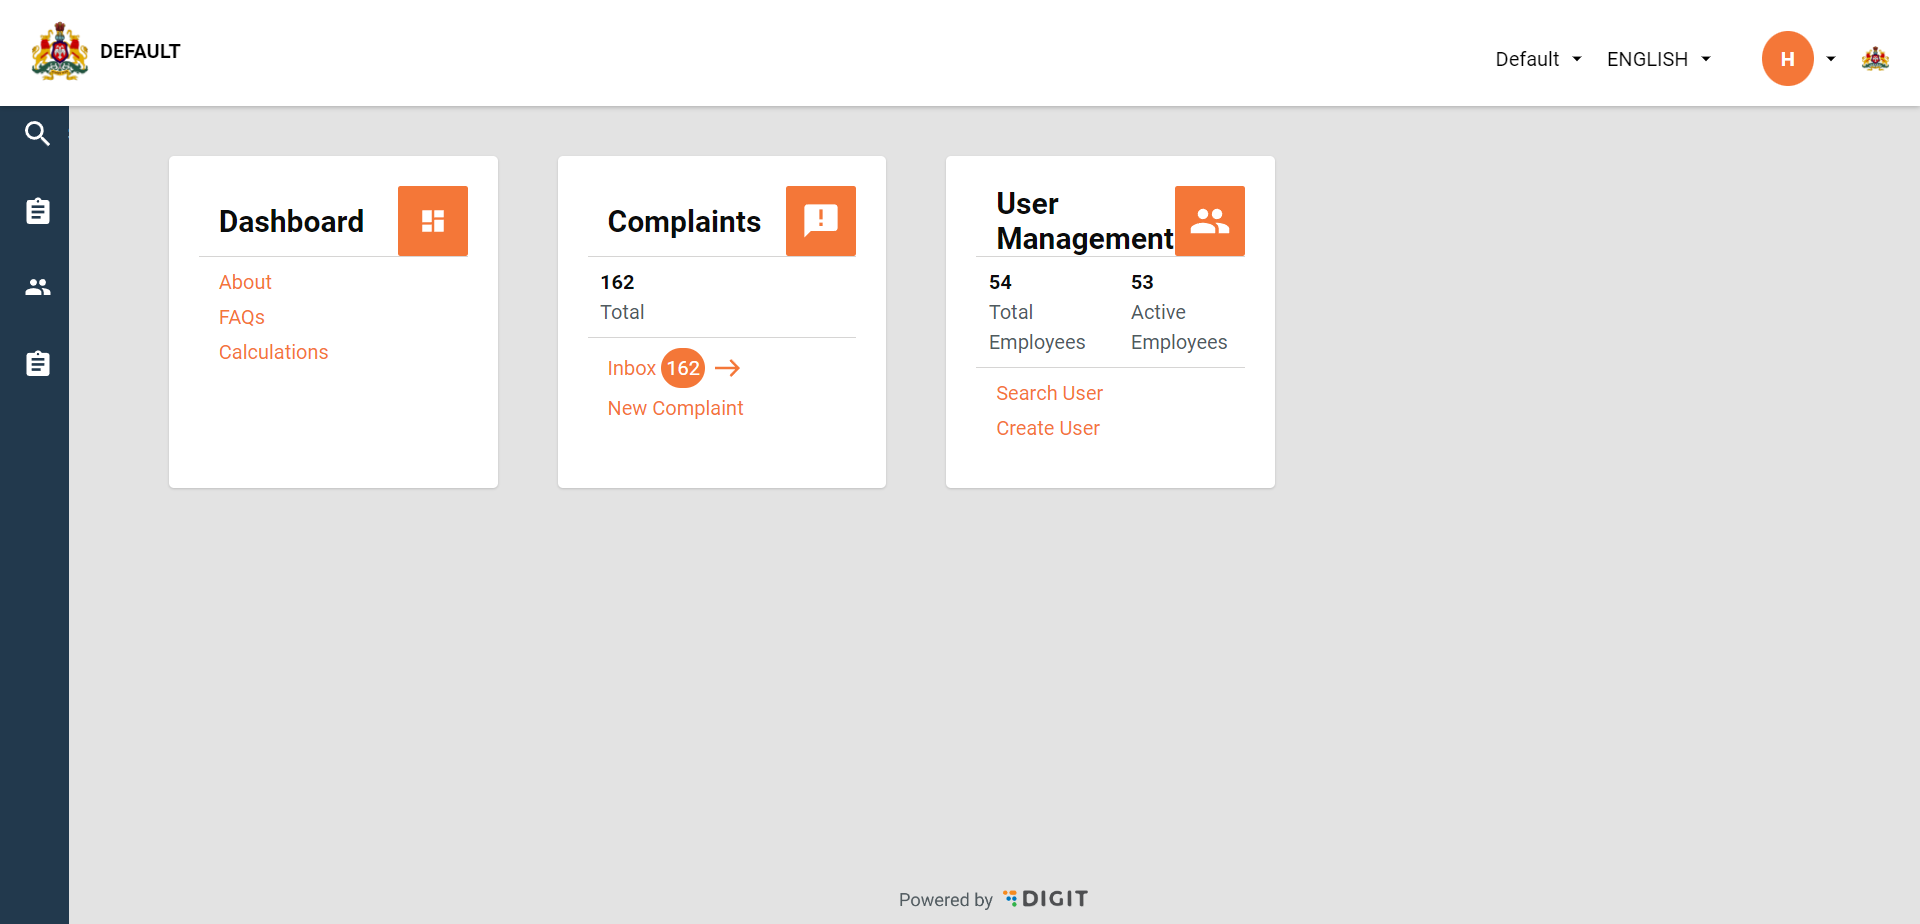 DEFAULT
Default
ENGLISH
H
Dashboard
About
FAQs
Calculations
Complaints
162
Total
Inbox 162
New Complaint
User
Management
54
Total
Employees
53
Active
Employees
Search User
Create User
Powered by DIGIT